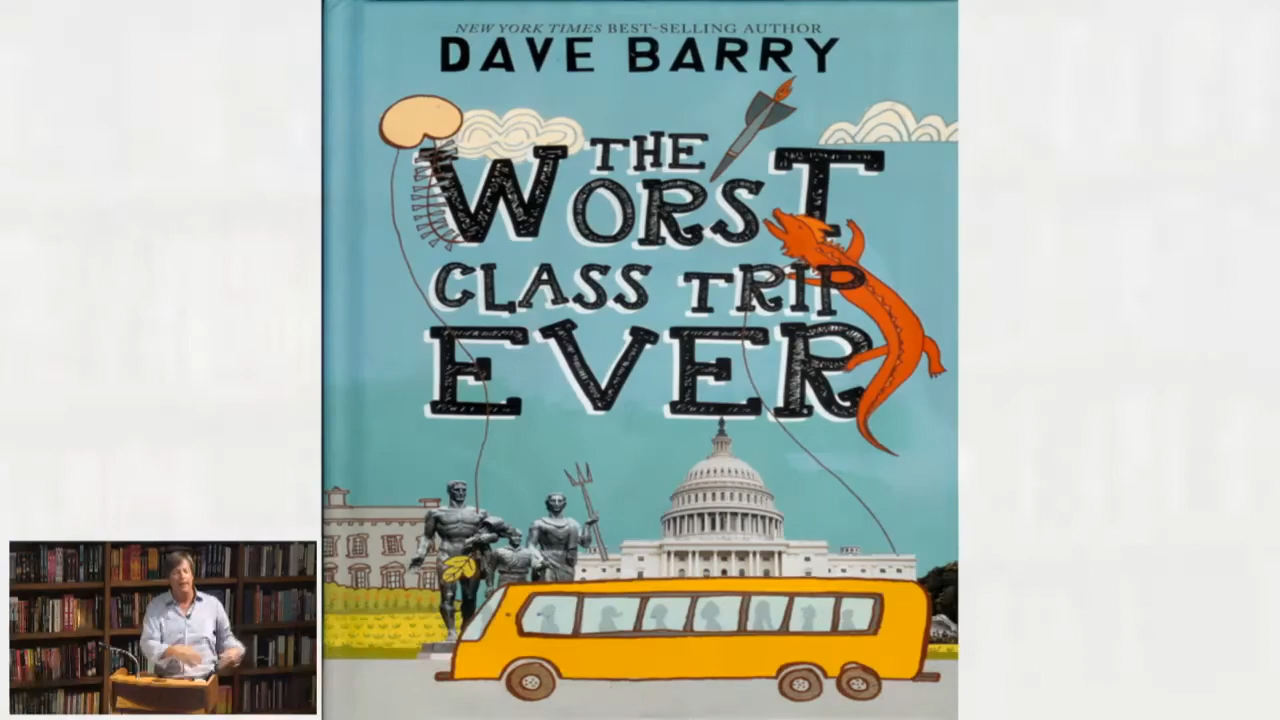 NEW YORK TIMES BEST-SELLING AUTHOR
DAVE BARRY
THE
WORST
CLASS TRIP
EVER